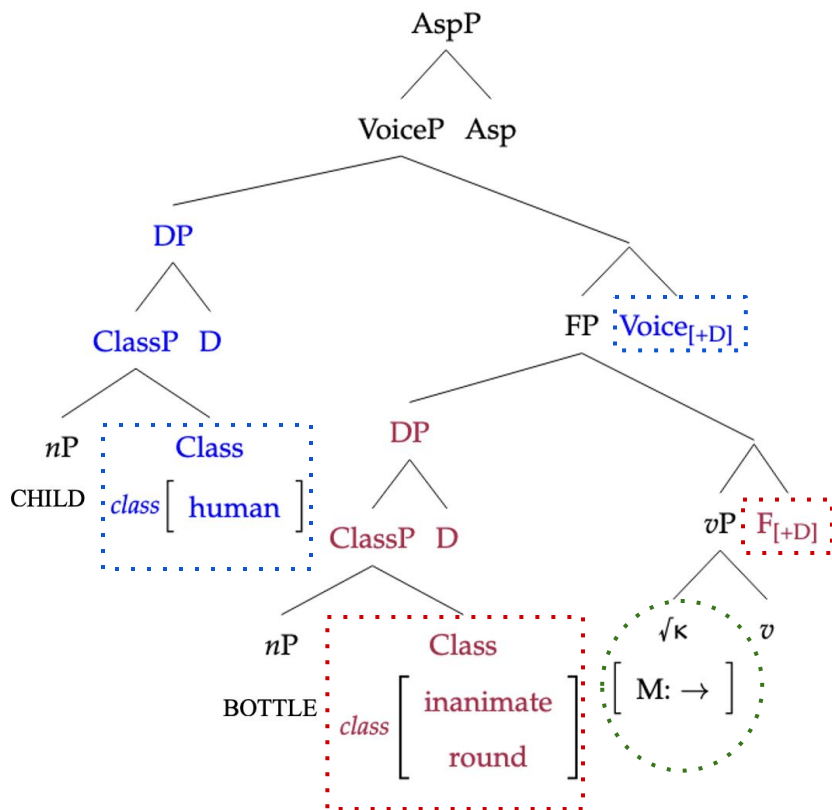 AspP
VoiceP Asp
DP
FP Voice[+D]
ClassP D
DP
nP Class
CHILD class [ human ]
vP F[+D]
ClassP D
nP Class
√κ v
BOTTLE class [ inanimate
round ]
[ M: → ]